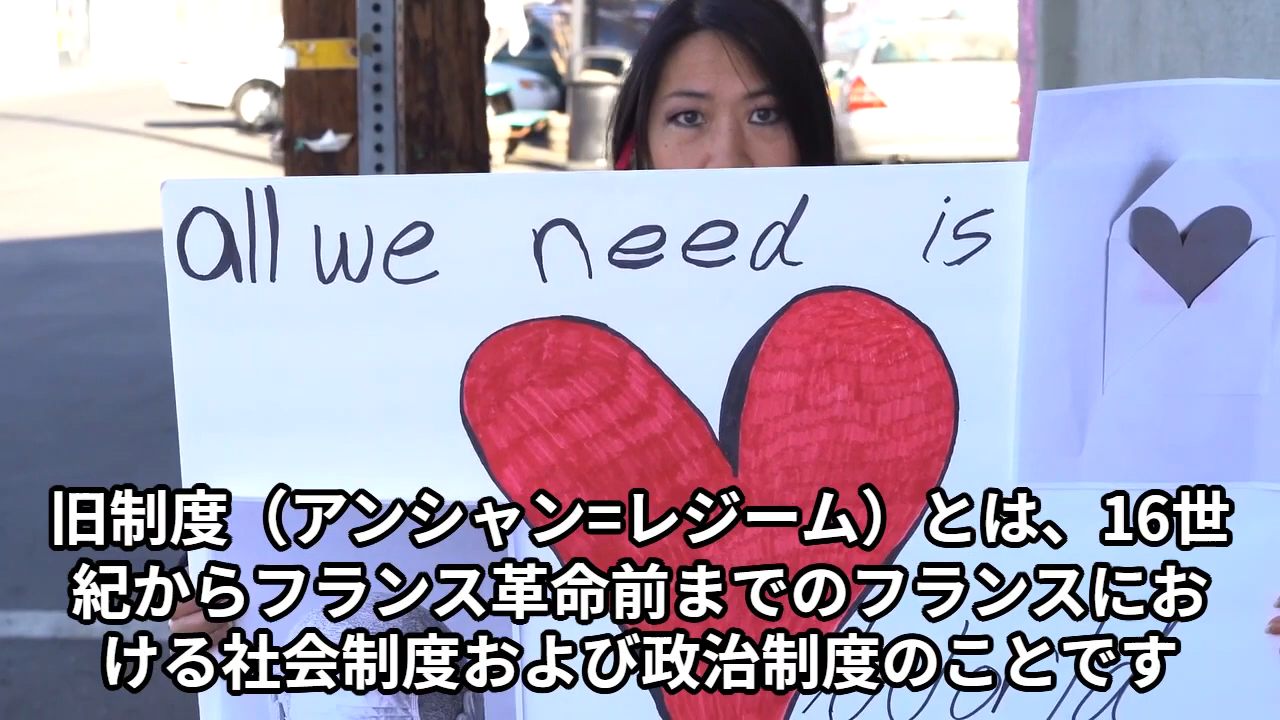 all we need is
旧制度（アンシャン=レジーム）とは、16世
紀からフランス革命前までのフランスにお
ける社会制度および政治制度のことです